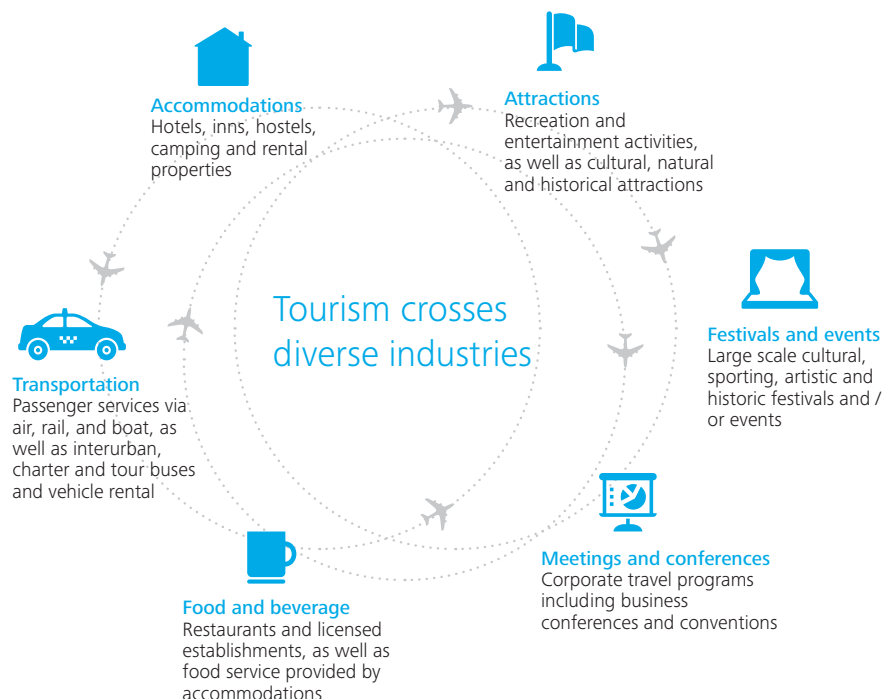 Accommodations
Hotels, inns, hostels,
camping and rental
properties
Attractions
Recreation and
entertainment activities,
as well as cultural, natural
and historical attractions
Tourism crosses
diverse industries
Festivals and events
Large scale cultural,
sporting, artistic and
historic festivals and /
or events
Transportation
Passenger services via
air, rail, and boat, as
well as interurban,
charter and tour buses
and vehicle rental
Meetings and conferences
Corporate travel programs
including business
conferences and conventions
Food and beverage
Restaurants and licensed
establishments, as well as
food service provided by
accommodations